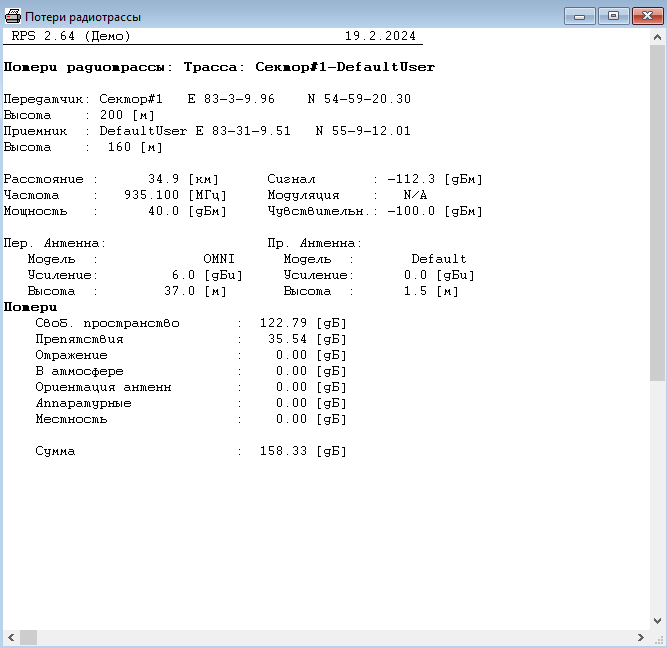 Потери радиотрассы
RPS 2.64 (Демо) 19.2.2024
Потери радиотрассы: Трасса: Сектор#1-DefaultUser
Передатчик: Сектор#1 E 83-3-9.96 N 54-59-20.30
Высота : 200 [м]
Приемник : DefaultUser E 83-31-9.51 N 55-9-12.01
Высота : 160 [м]
Расстояние : 34.9 [км] Сигнал : -112.3 [дБм]
Частота : 935.100 [МГц] Модуляция : N/A
Мощность : 40.0 [дБм] Чувствительн.: -100.0 [дБм]
Пер. Антенна: Пр. Антенна:
Модель : OMNI Модель : Default
Усиление: 6.0 [дБи] Усиление: 0.0 [дБи]
Высота : 37.0 [м] Высота : 1.5 [м]
Потери
Своб. пространство : 122.79 [дБ]
Препятствия : 35.54 [дБ]
Отражение : 0.00 [дБ]
В атмосфере : 0.00 [дБ]
Ориентация антенн : 0.00 [дБ]
Аппаратурные : 0.00 [дБ]
Местность : 0.00 [дБ]
Сумма : 158.33 [дБ]